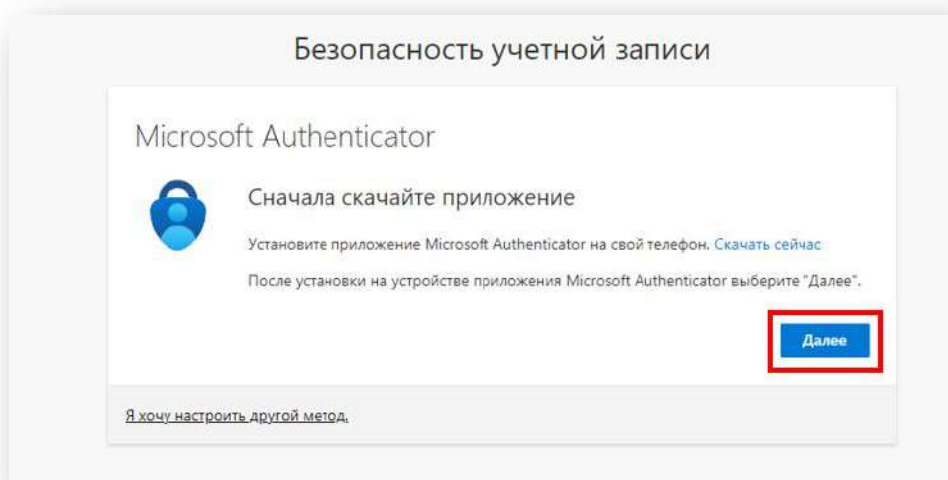 Безопасность учетной записи
Microsoft Authenticator
Сначала скачайте приложение
Установите приложение Microsoft Authenticator на свой телефон. Скачать сейчас
После установки на устройстве приложения Microsoft Authenticator выберите "Далее".
Далее
Я хочу настроить другой метод.